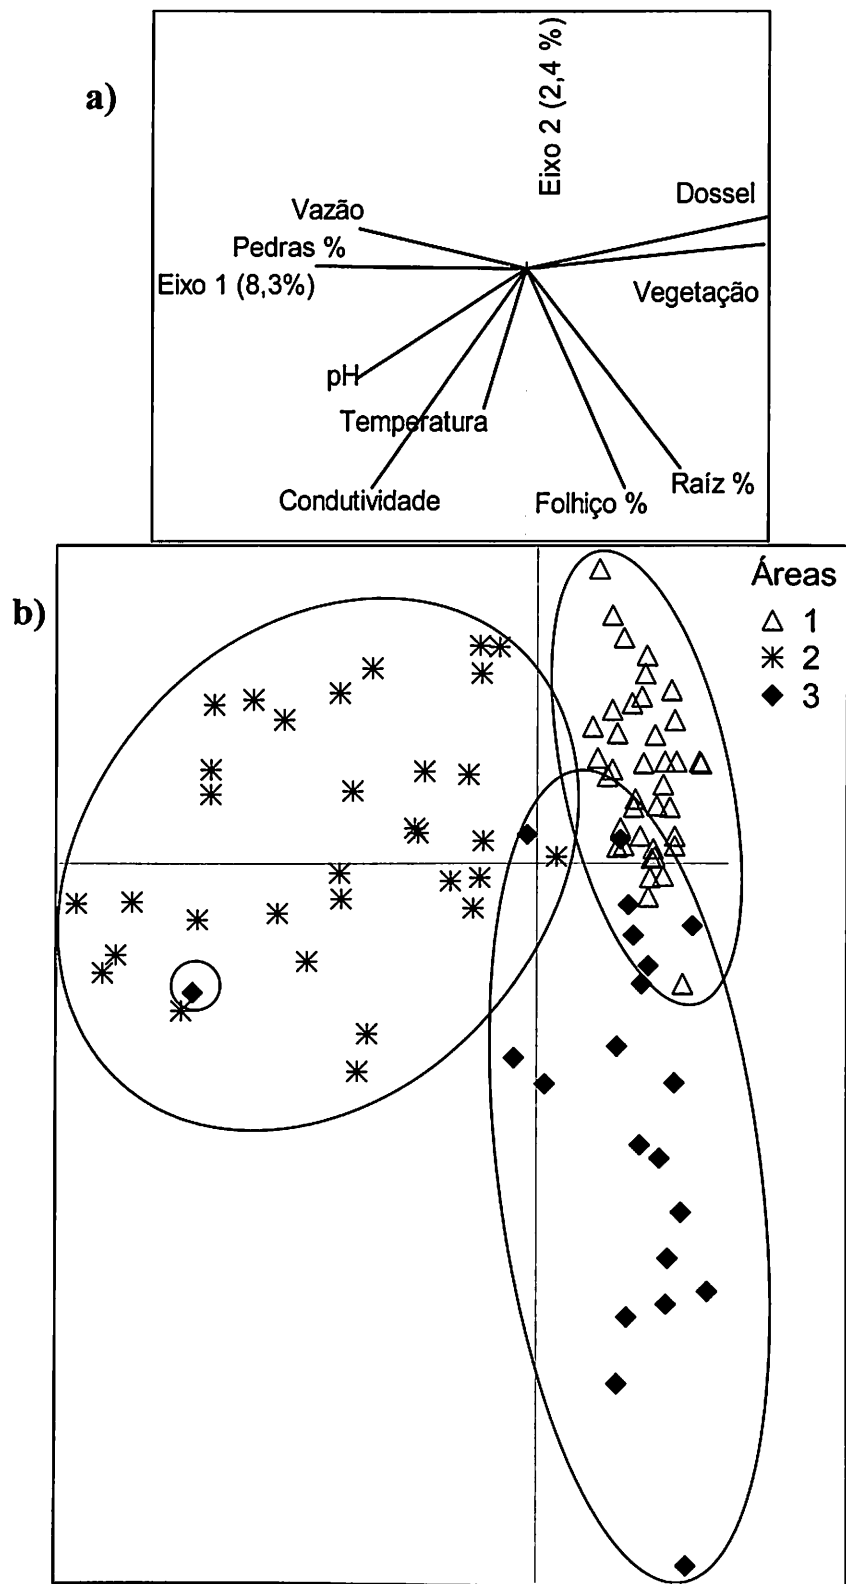 a)
Eixo 2 (2,4 %)
Dossel
Vazão
Pedras %
Eixo 1 (8,3%)
Vegetação
pH
Temperatura
Raíz %
Condutividade
Folhiço %
b)
Áreas
1
2
3